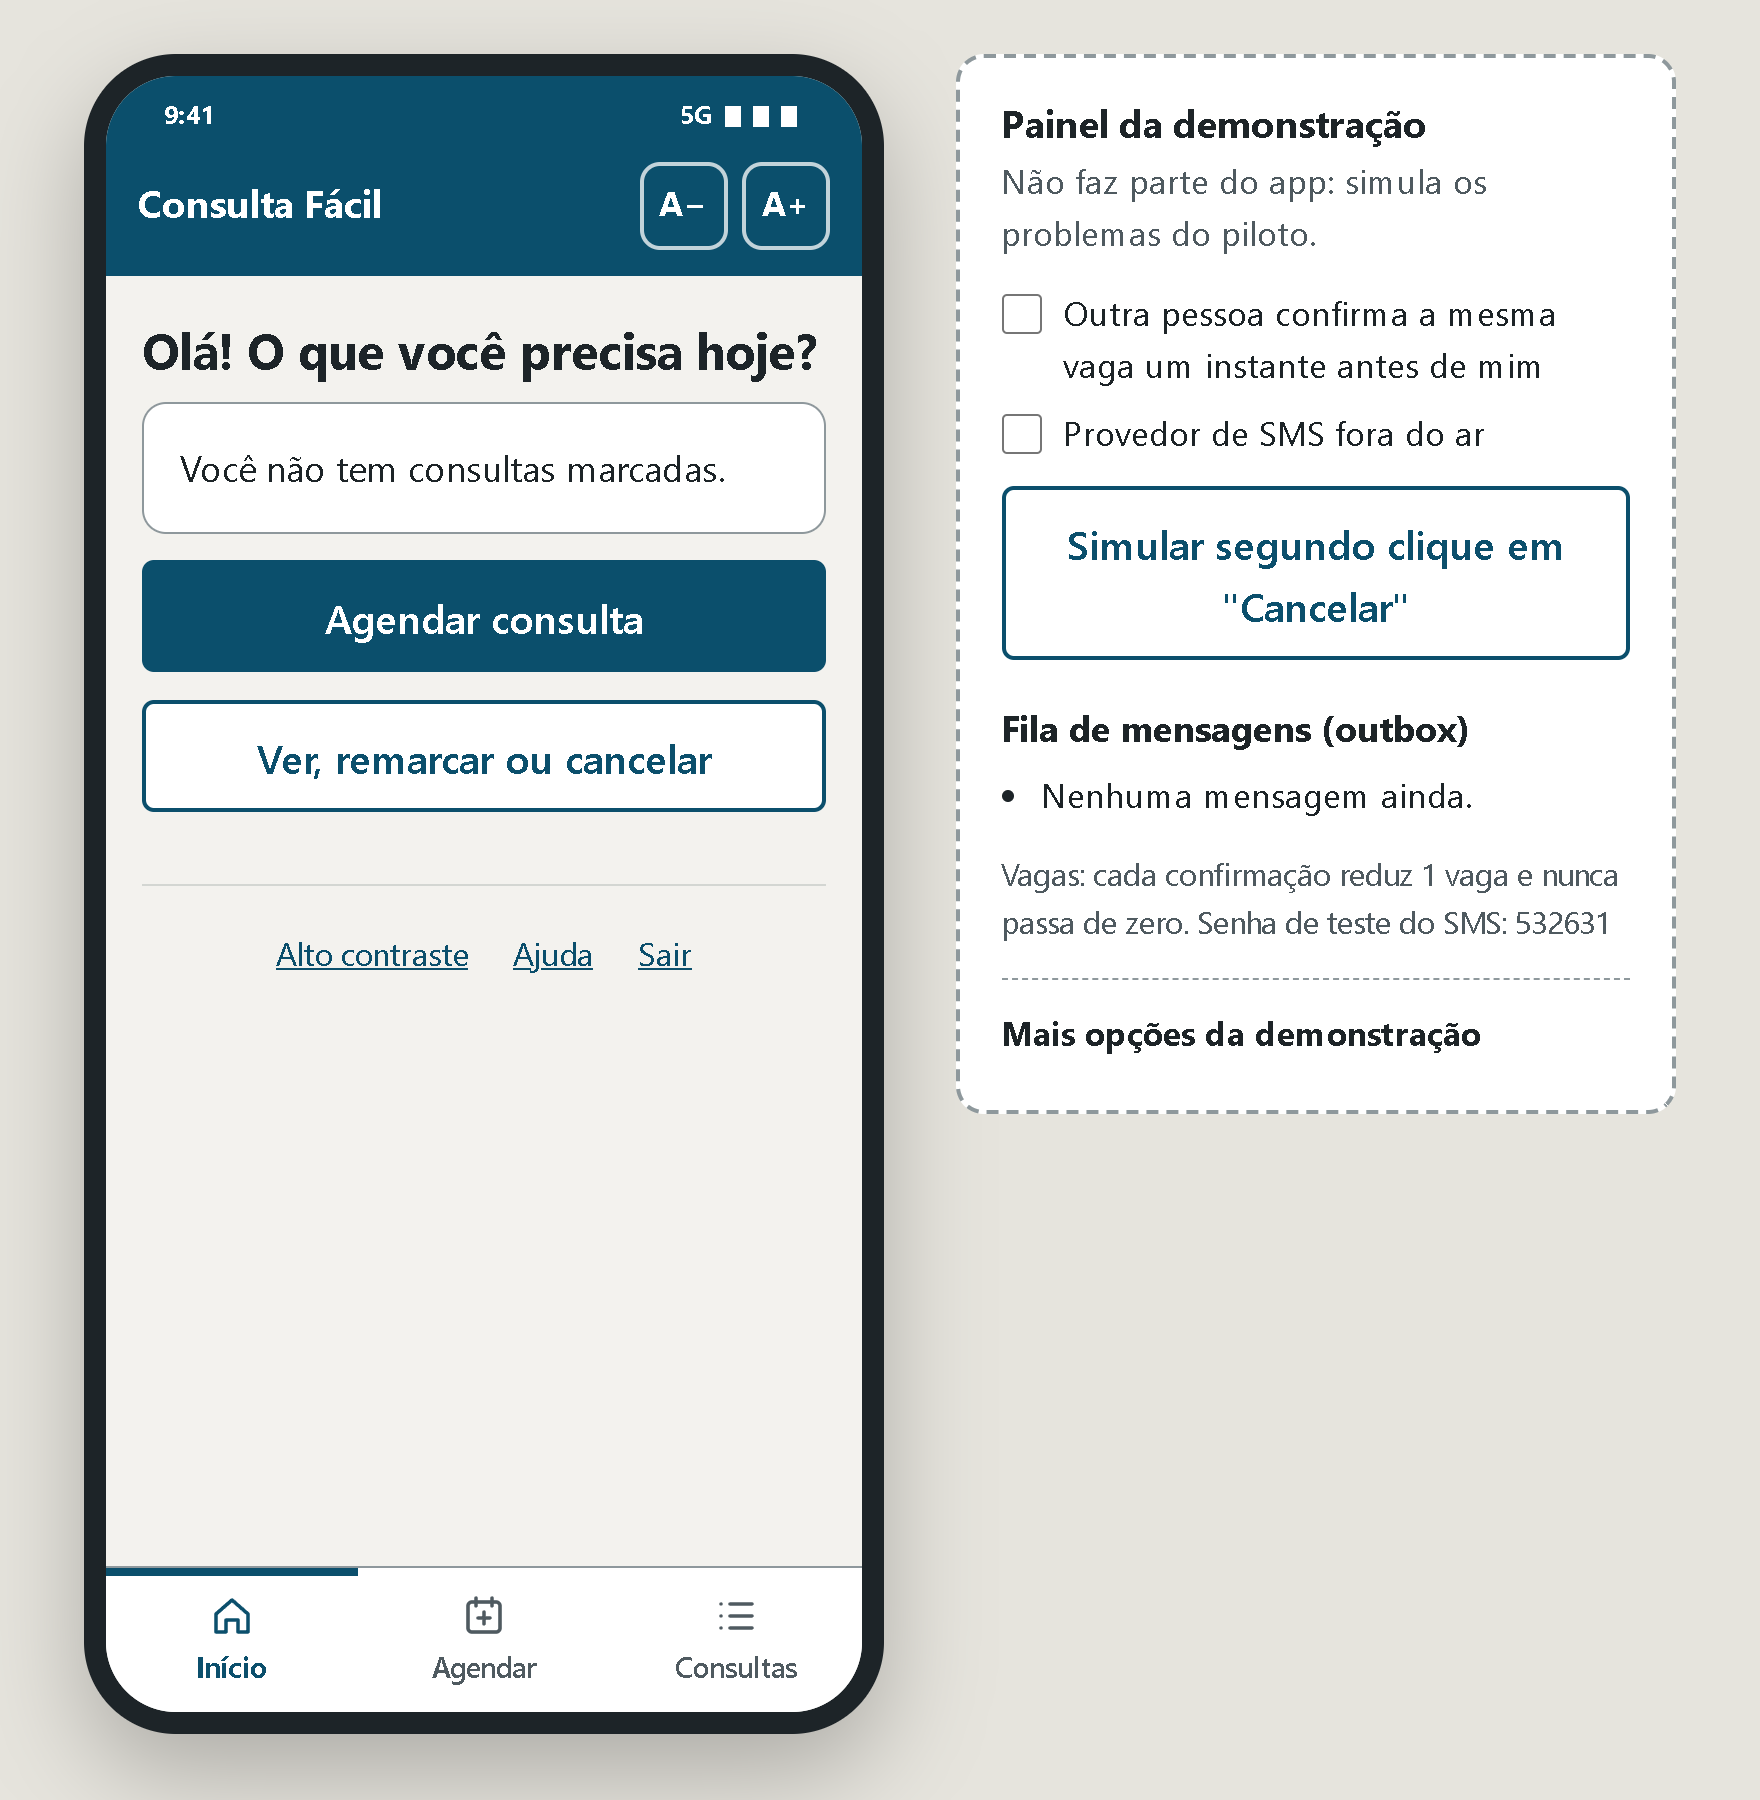 9:41
5G
Consulta Fácil
A−
A+
Olá! O que você precisa hoje?
Você não tem consultas marcadas.
Agendar consulta
Ver, remarcar ou cancelar
Alto contraste
Ajuda
Sair
Início
Agendar
Consultas
Painel da demonstração
Não faz parte do app: simula os
problemas do piloto.
Outra pessoa confirma a mesma
vaga um instante antes de mim
Provedor de SMS fora do ar
Simular segundo clique em
"Cancelar"
Fila de mensagens (outbox)
Nenhuma mensagem ainda.
Vagas: cada confirmação reduz 1 vaga e nunca
passa de zero. Senha de teste do SMS: 532631
Mais opções da demonstração